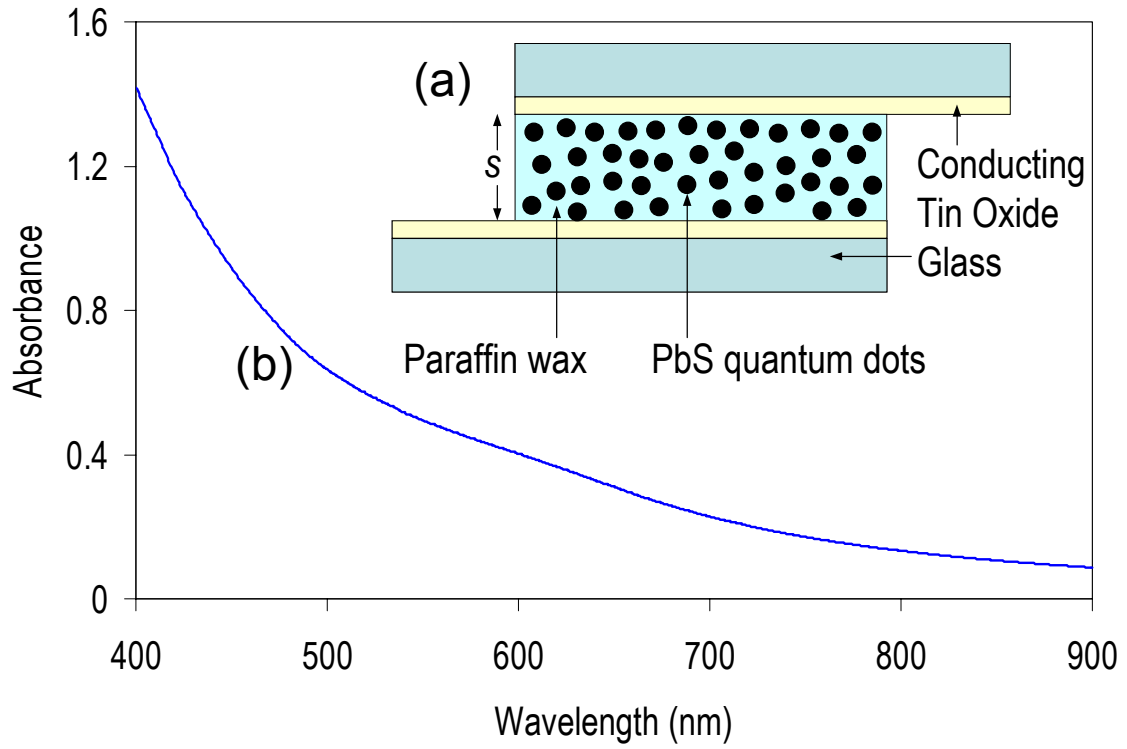 1.6
(a)
s
Conducting
Tin Oxide
Glass
1.2
0.8
(b)
Paraffin wax
PbS quantum dots
Absorbance
0.4
0
400
500
600
700
800
900
Wavelength (nm)